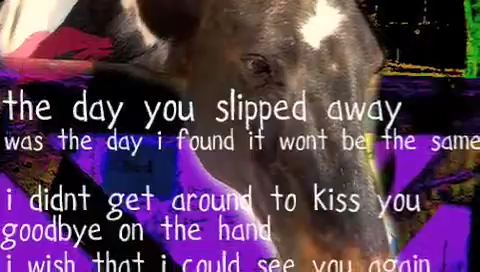 the day you slipped away
was the day i found it wont be the same
i didnt get around to kiss you
goodbye on the hand
i wish that i could see you again